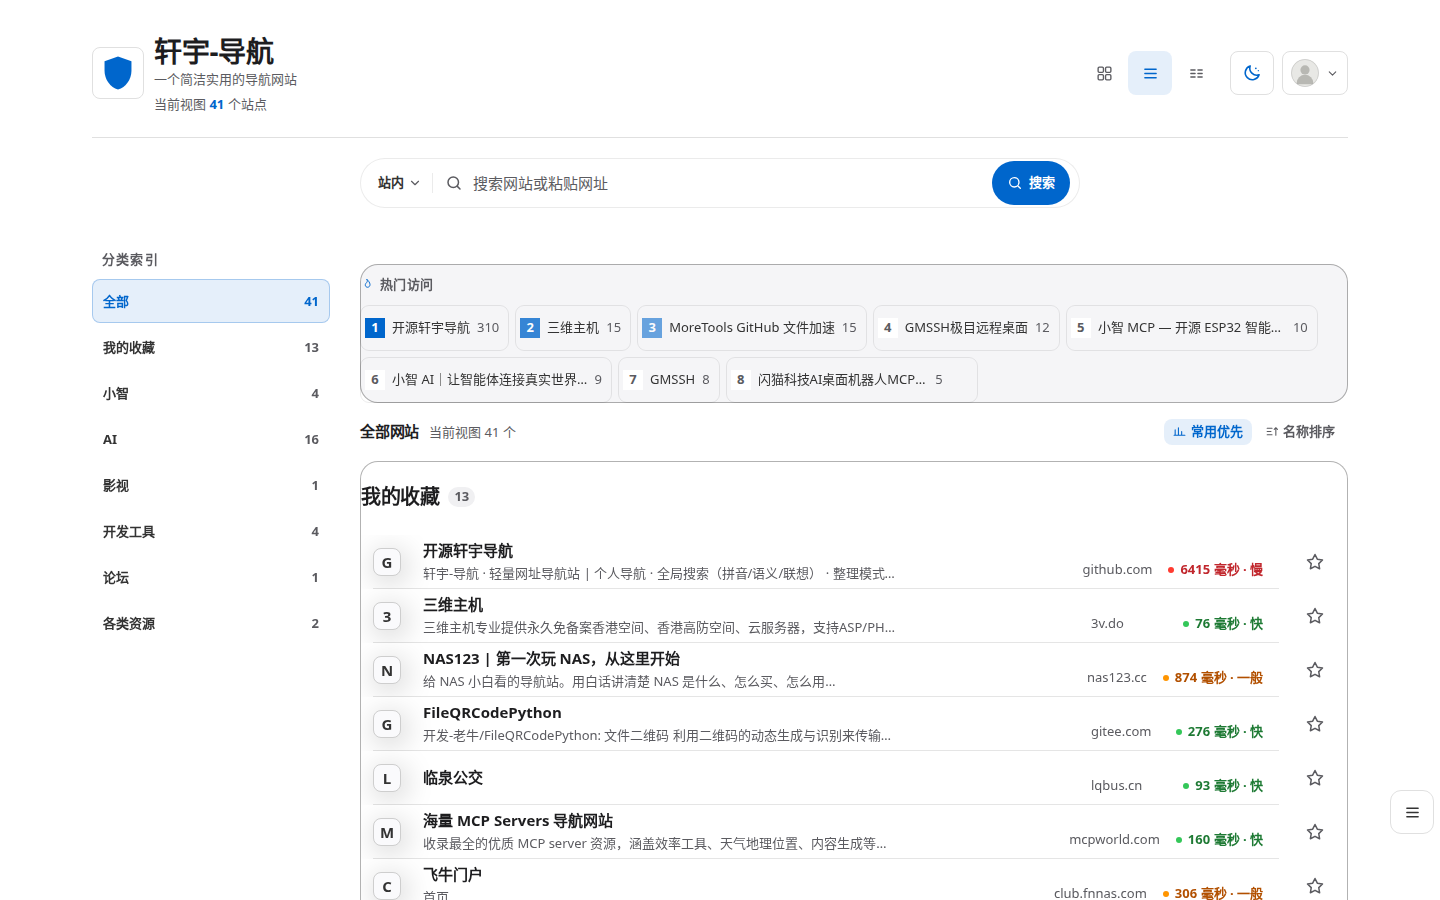 轩宇-导航
一个简洁实用的导航网站
当前视图 41 个站点
站内
搜索网站或粘贴网址
搜索
分类索引
全部 41
我的收藏 13
小智 4
AI 16
影视 1
开发工具 4
论坛 1
各类资源 2
热门访问
1 开源轩宇导航 310
2 三维主机 15
3 MoreTools GitHub 文件加速 15
4 GMSSH极目远程桌面 12
5 小智 MCP — 开源 ESP32 智能... 10
6 小智 AI｜让智能体连接真实世界... 9
7 GMSSH 8
8 闪猫科技AI桌面机器人MCP... 5
全部网站 当前视图 41 个
常用优先
名称排序
我的收藏 13
G
开源轩宇导航
轩宇-导航 · 轻量网址导航站 | 个人导航 · 全局搜索（拼音/语义/联想） · 整理模式...
github.com
6415 毫秒 · 慢
3
三维主机
三维主机专业提供永久免备案香港空间、香港高防空间、云服务器，支持ASP/PH...
3v.do
76 毫秒 · 快
N
NAS123 | 第一次玩 NAS，从这里开始
给 NAS 小白看的导航站。用白话讲清楚 NAS 是什么、怎么买、怎么用...
nas123.cc
874 毫秒 · 一般
G
FileQRCodePython
开发-老牛/FileQRCodePython: 文件二维码 利用二维码的动态生成与识别来传输...
gitee.com
276 毫秒 · 快
L
临泉公交
lqbus.cn
93 毫秒 · 快
M
海量 MCP Servers 导航网站
收录最全的优质 MCP server 资源，涵盖效率工具、天气地理位置、内容生成等...
mcpworld.com
160 毫秒 · 快
C
飞牛门户
首页
club.fnnas.com
306 毫秒 · 一般